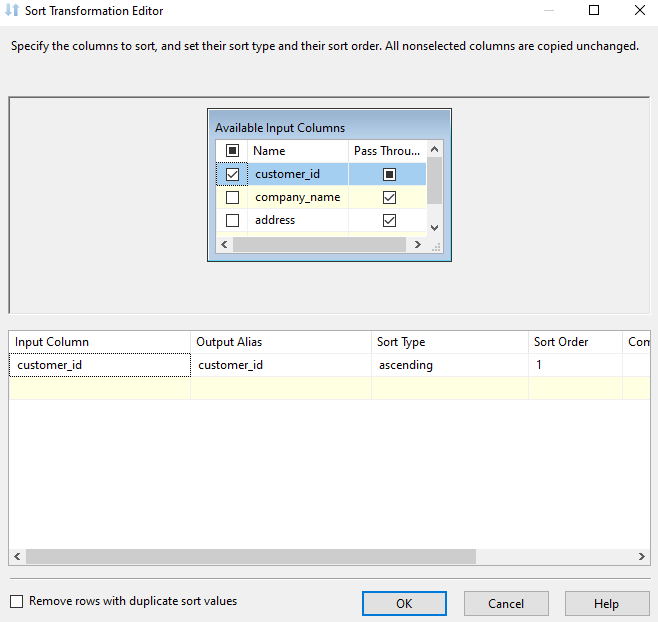 Sort Transformation Editor
Specify the columns to sort, and set their sort type and their sort order. All nonselected columns are copied unchanged.
Available Input Columns
Name Pass Throu...
customer_id
company_name
address
Input Column Output Alias Sort Type Sort Order Com
customer_id customer_id ascending 1
Remove rows with duplicate sort values
OK Cancel Help